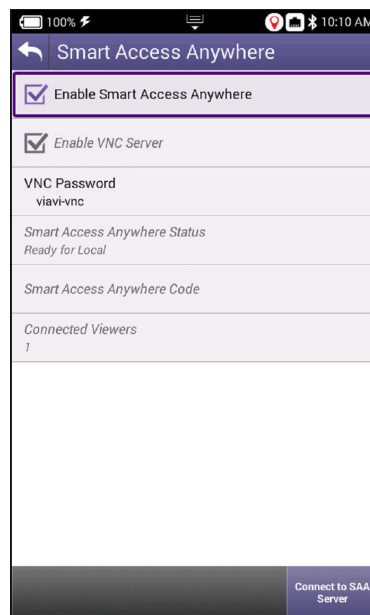 100%
10:10 AM
Smart Access Anywhere
Enable Smart Access Anywhere
Enable VNC Server
VNC Password
viavi-vnc
Smart Access Anywhere Status
Ready for Local
Smart Access Anywhere Code
Connected Viewers
1
Connect to SAA
Server